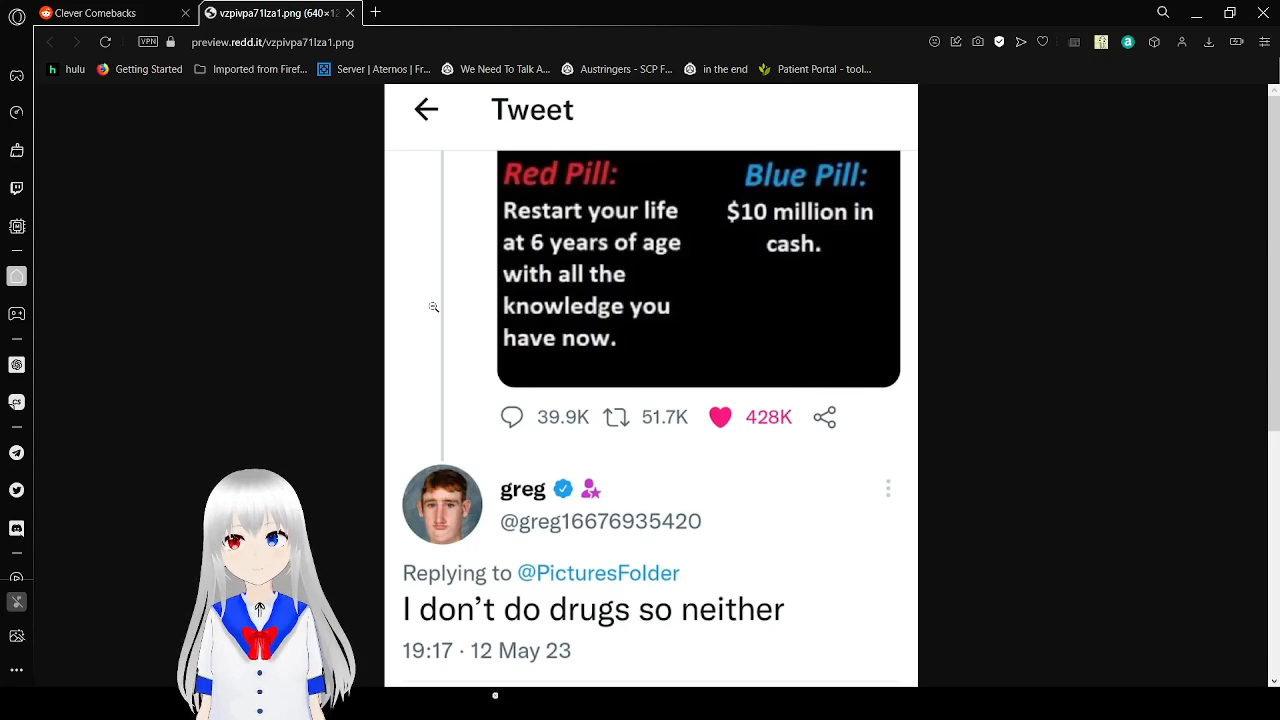 Clever Comebacks
vzpivpa71lza1.png (640×12
VPN
preview.redd.it/vzpivpa71lza1.png
h hulu
Getting Started
Imported from Firef...
Server | Aternos | Fr...
We Need To Talk A...
Austringers - SCP F...
in the end
Patient Portal - tool...
Tweet
Red Pill:
Restart your life
at 6 years of age
with all the
knowledge you
have now.
Blue Pill:
$10 million in
cash.
39.9K 51.7K 428K
greg
@greg16676935420
Replying to @PicturesFolder
I don't do drugs so neither
19:17 · 12 May 23